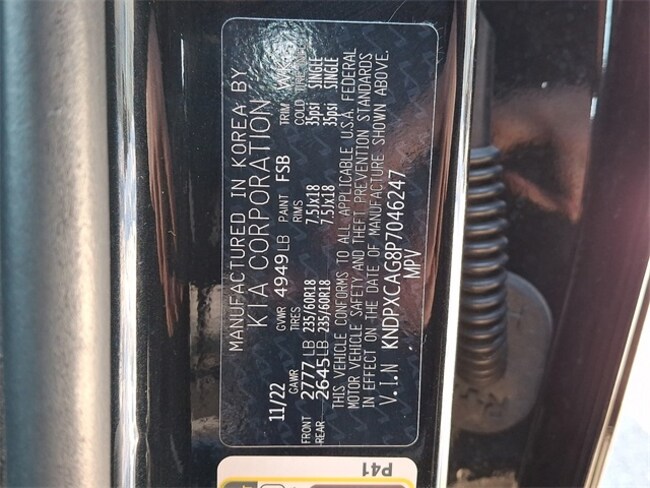 MANUFACTURED IN KOREA BY
KIA CORPORATION
11/22 GVWR 4949LB PAINT FSB TRIM
GAWR TIRES RIMS COLD
FRONT 2777LB 235/60R18 7.5Jx18 35psi SINGLE
REAR 2645LB 235/60R18 7.5Jx18 35psi SINGLE
THIS VEHICLE CONFORMS TO ALL APPLICABLE U.S.A. FEDERAL
MOTOR VEHICLE SAFETY AND THEFT PREVENTION STANDARDS
IN EFFECT ON THE DATE OF MANUFACTURE SHOWN ABOVE.
V.I.N KNDPXCAG8P7046247
MPV
P41